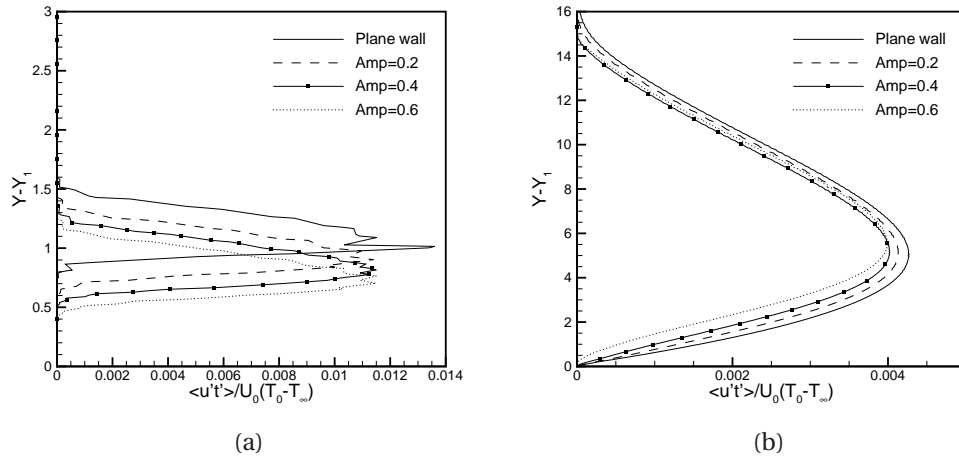 3
2.5
2
1.5
1
0.5
0
Y-Y1
0
0.002
0.004
0.006
0.008
0.01
0.012
0.014
<u't'>/U0(T0-T∞)
Plane wall
Amp=0.2
Amp=0.4
Amp=0.6
(a)
16
14
12
10
8
6
4
2
0
Y-Y1
0
0.002
0.004
<u't'>/U0(T0-T∞)
Plane wall
Amp=0.2
Amp=0.4
Amp=0.6
(b)